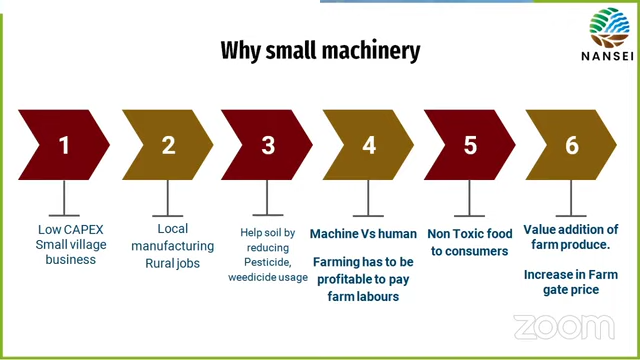 Why small machinery
NANSEI
1
2
3
4
5
6
Low CAPEX
Small village
business
Local
manufacturing
Rural jobs
Help soil by
reducing
Pesticide,
weedicide usage
Machine Vs human
Farming has to be
profitable to pay
farm labours
Non Toxic food
to consumers
Value addition of
farm produce.
Increase in Farm
gate price
zoom